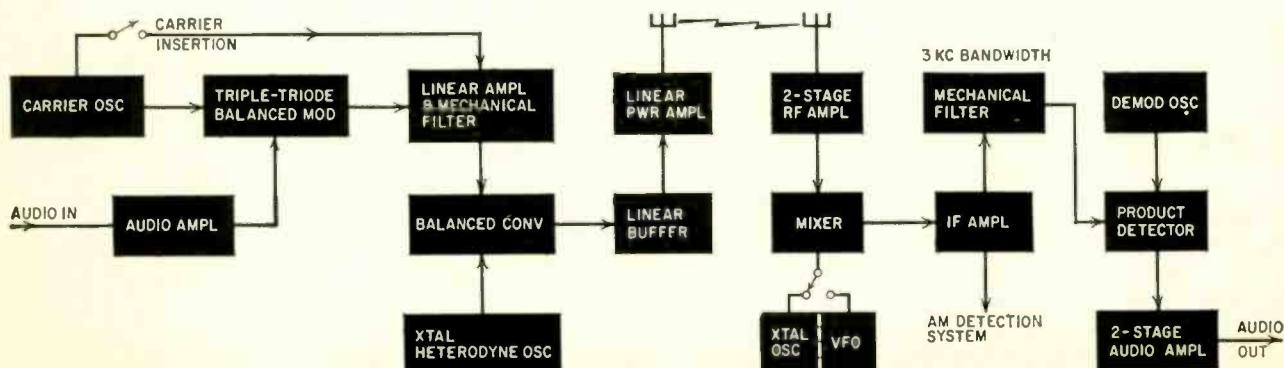 CARRIER
INSERTION
CARRIER OSC
TRIPLE-TRIODE
BALANCED MOD
LINEAR AMPL
& MECHANICAL
FILTER
LINEAR
PWR AMPL
2-STAGE
RF AMPL
3 KC BANDWIDTH
MECHANICAL
FILTER
DEMOD OSC
AUDIO IN
AUDIO AMPL
BALANCED CONV
LINEAR
BUFFER
MIXER
IF AMPL
PRODUCT
DETECTOR
XTAL
HETERODYNE OSC
XTAL
OSC
VFO
AM DETECTION
SYSTEM
2-STAGE
AUDIO AMPL
AUDIO
OUT